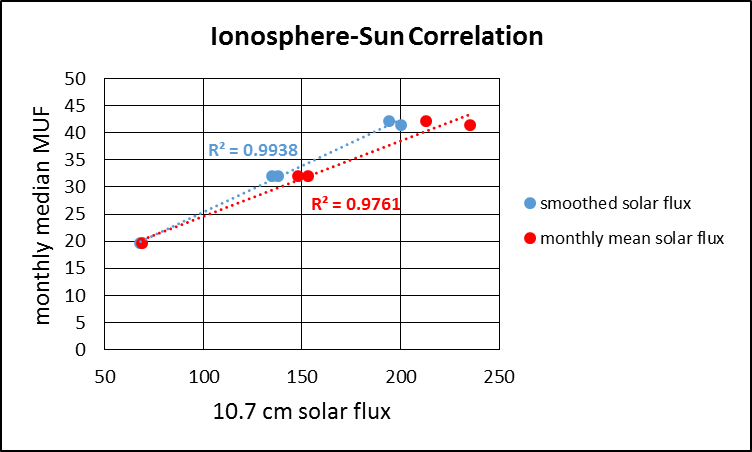 Ionosphere-Sun Correlation
monthly median MUF
50
45
40
35
30
25
20
15
10
5
0
R² = 0.9938
R² = 0.9761
smoothed solar flux
monthly mean solar flux
50 100 150 200 250
10.7 cm solar flux